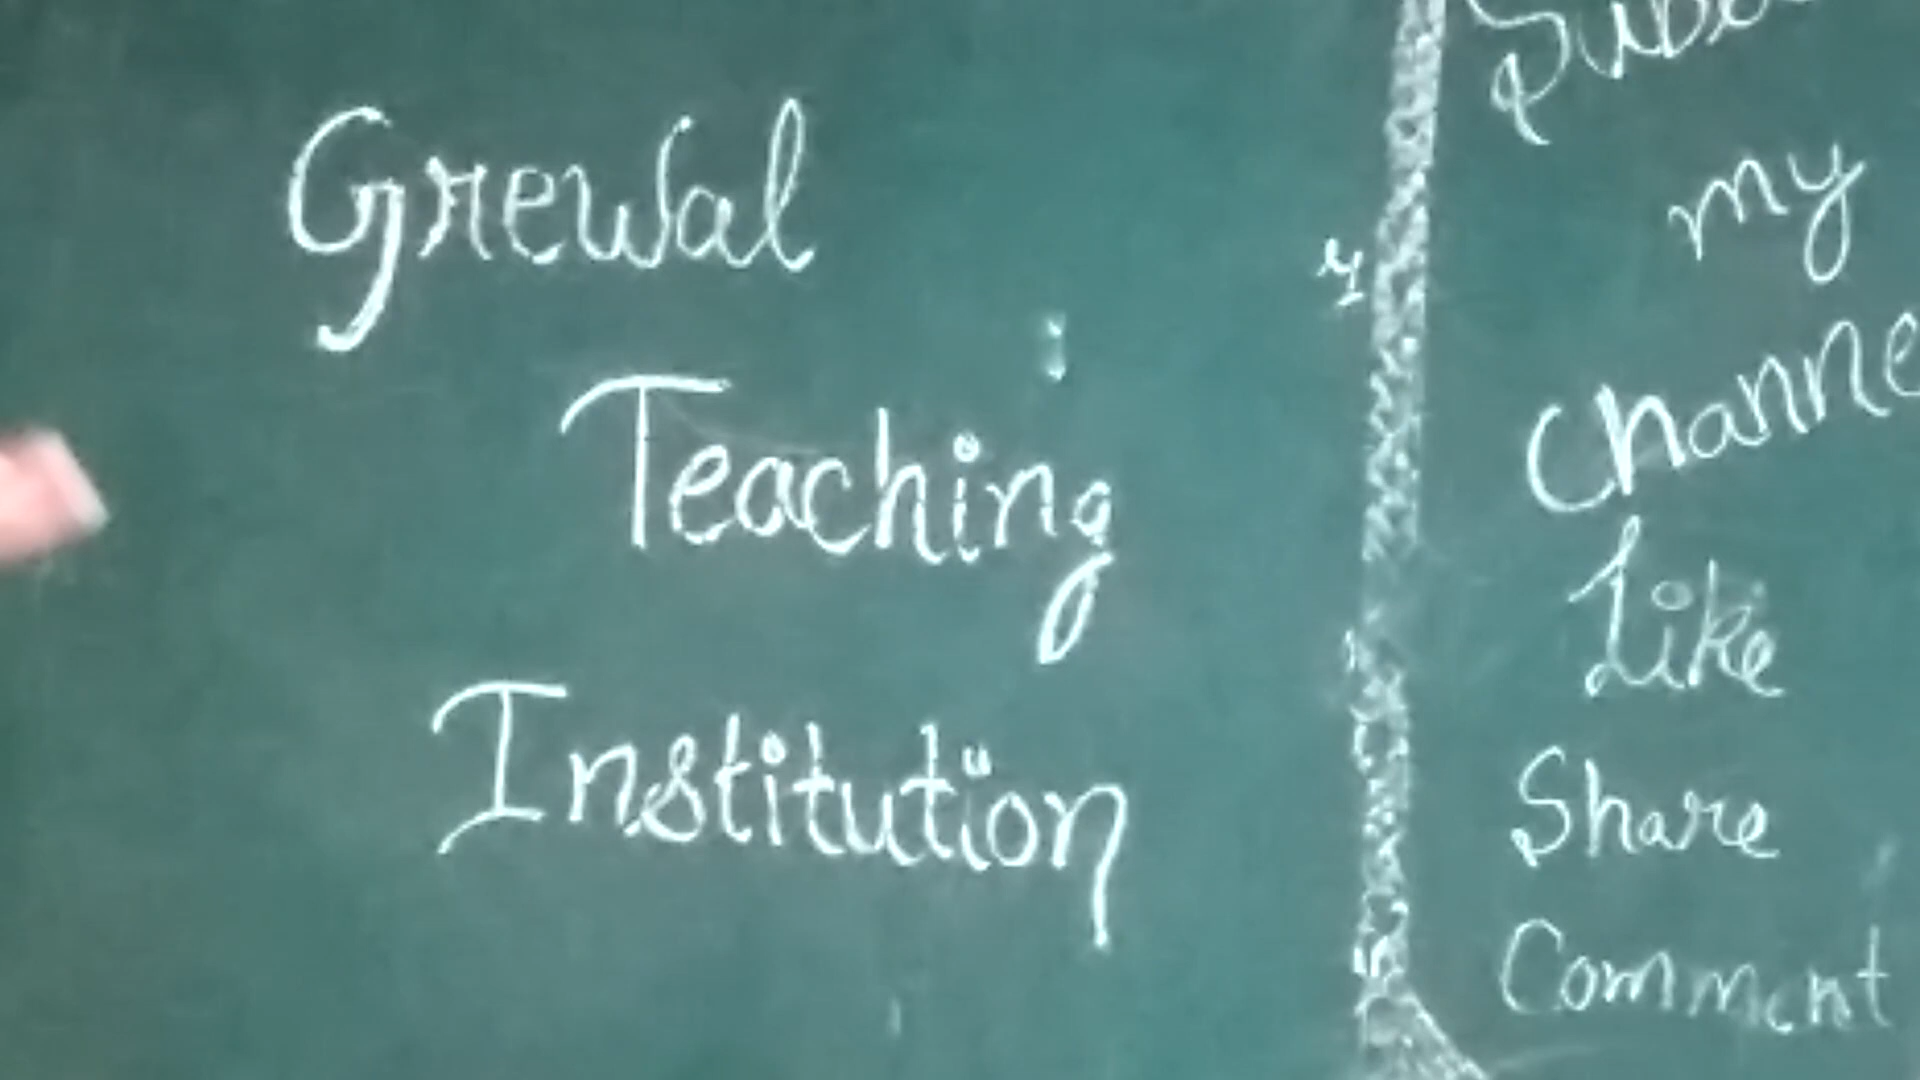 Grewal
Teaching
Institution
my
Channe
Like
Share
Comment